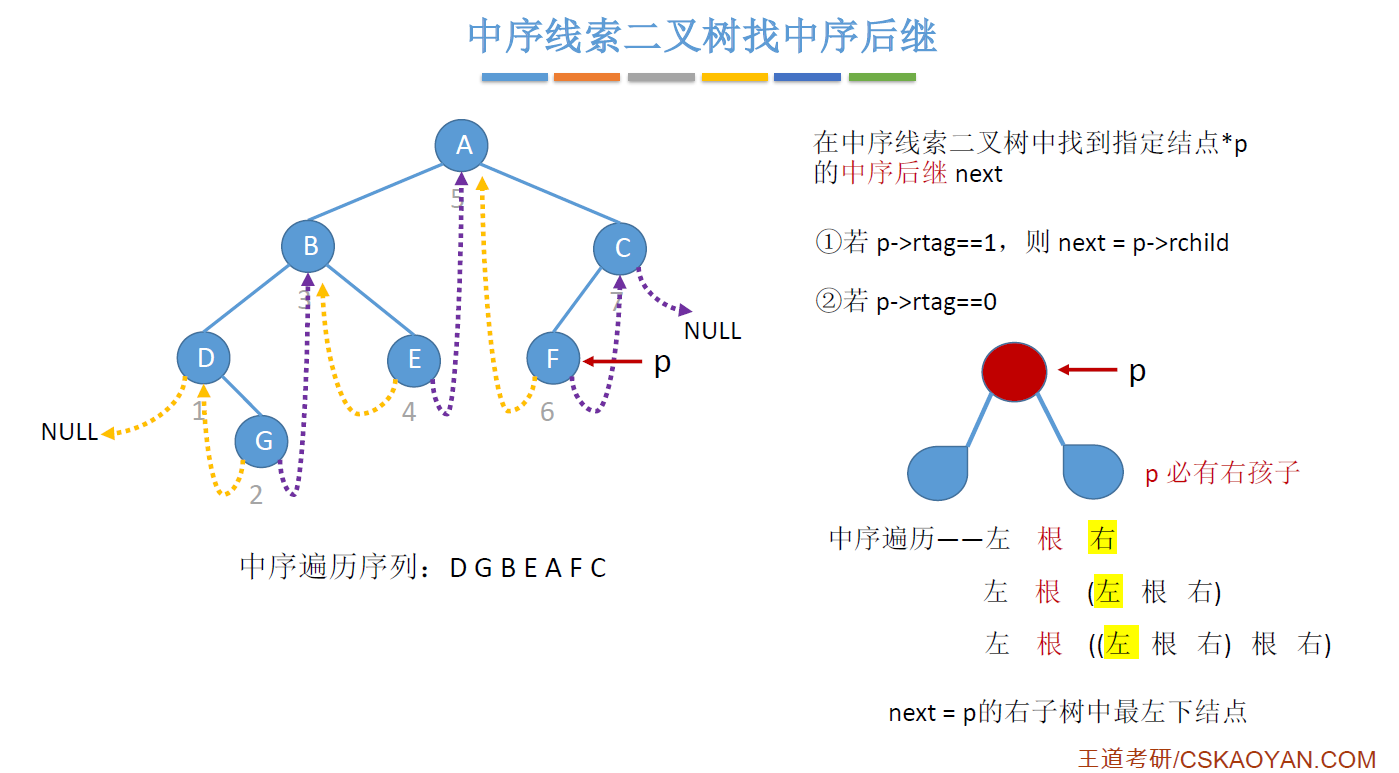 中序线索二叉树找中序后继
A
5
B
C
3
7
NULL
D
E
F
p
1
4
6
NULL
G
2
中序遍历序列：D G B E A F C
在中序线索二叉树中找到指定结点*p
的中序后继 next
①若 p->rtag==1，则 next = p->rchild
②若 p->rtag==0
p
p 必有右孩子
中序遍历——左 根 右
左 根 (左 根 右)
左 根 ((左 根 右) 根 右)
next = p的右子树中最左下结点
王道考研/CSKAOYAN.COM